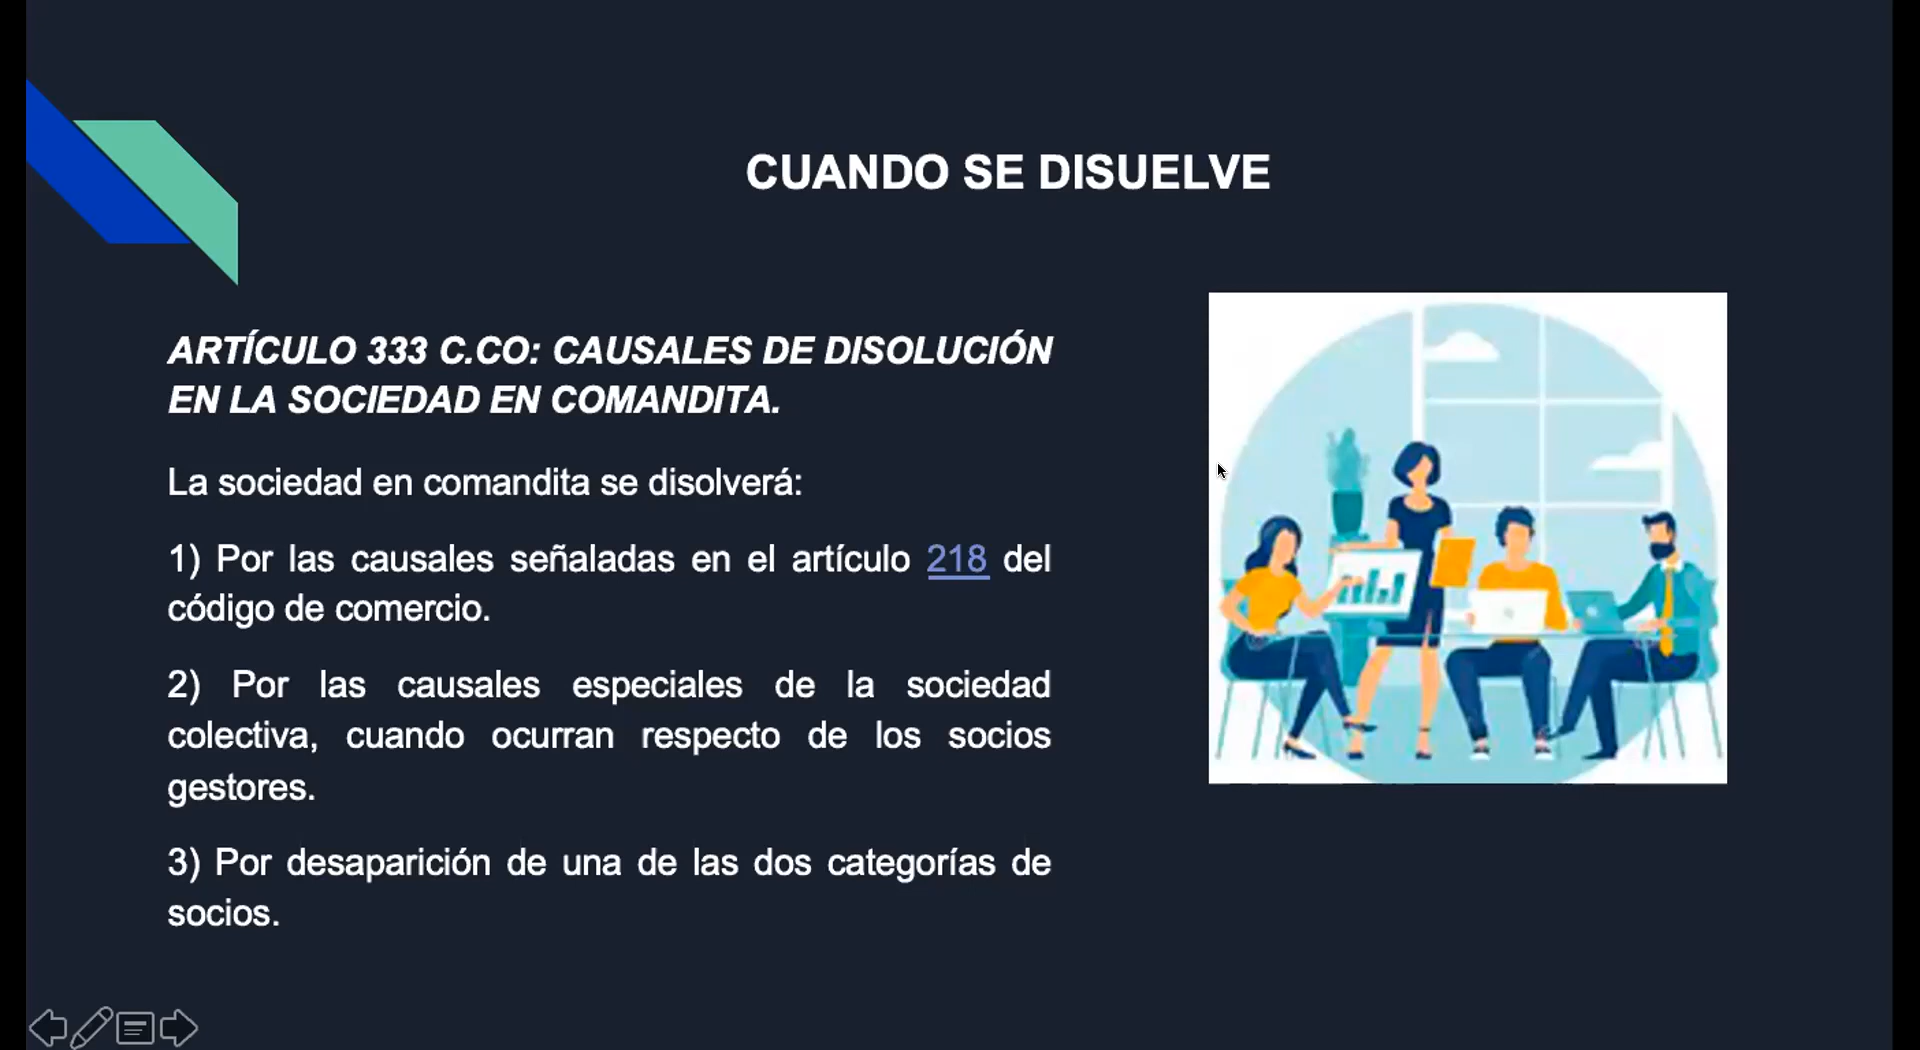 CUANDO SE DISUELVE
ARTÍCULO 333 C.CO: CAUSALES DE DISOLUCIÓN
EN LA SOCIEDAD EN COMANDITA.
La sociedad en comandita se disolverá:
1) Por las causales señaladas en el artículo 218 del
código de comercio.
2) Por las causales especiales de la sociedad
colectiva, cuando ocurran respecto de los socios
gestores.
3) Por desaparición de una de las dos categorías de
socios.